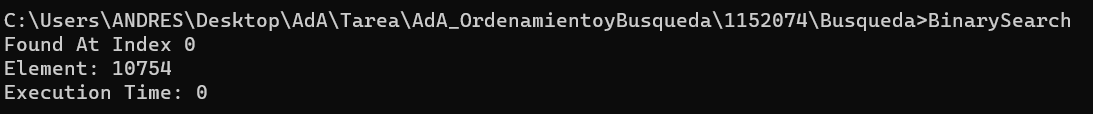 C:\Users\ANDRES\Desktop\AdA\Tarea\AdA_OrdenamientoyBusqueda\1152074\Busqueda>BinarySearch
Found At Index 0
Element: 10754
Execution Time: 0